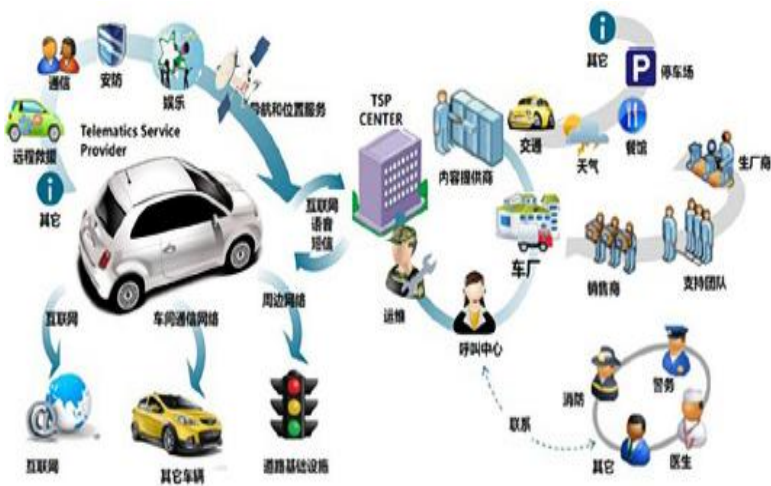 通信
安防
娱乐
导航和位置服务
远程救援
Telematics Service
Provider
其它
互联网
语音
短信
TSP
CENTER
内容提供商
交通
天气
餐馆
P
停车场
其它
生厂商
车厂
销售商
支持团队
运维
呼叫中心
互联网
车间通信网络
周边网络
互联网
其它车辆
道路基础设施
联系
消防
警务
其它
医生